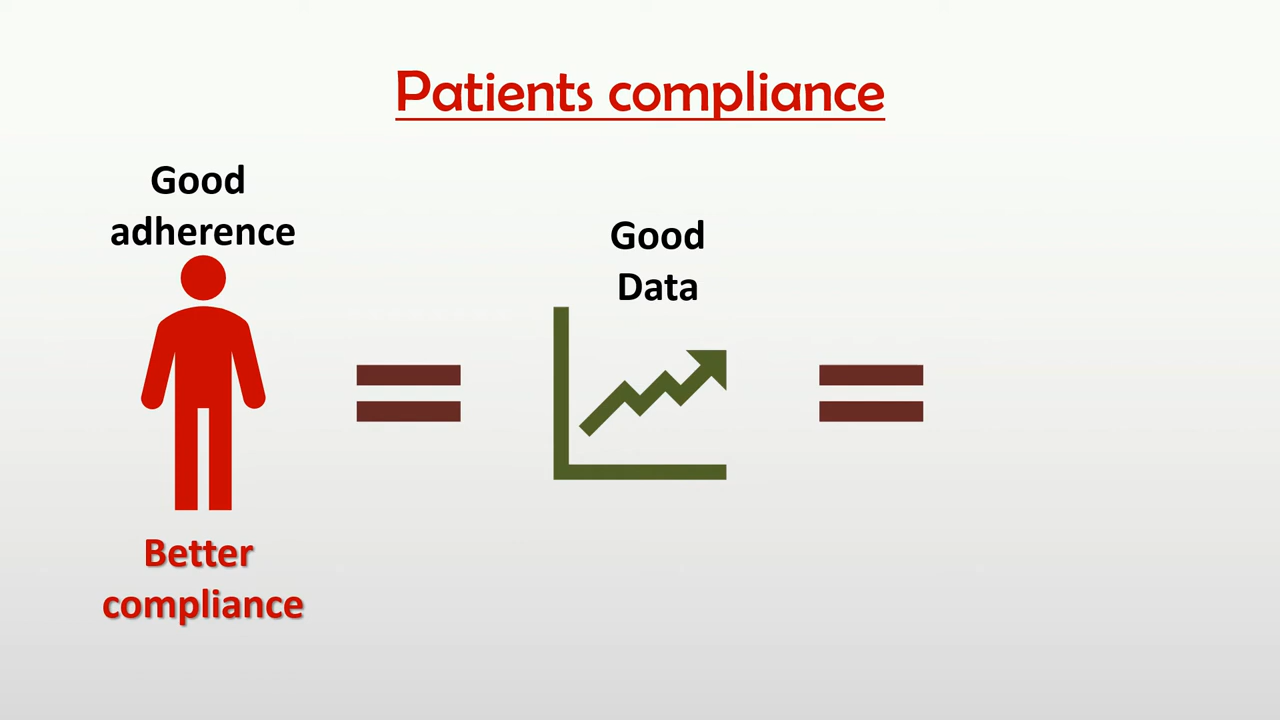 Patients compliance
Good
adherence
Good
Data
Better
compliance